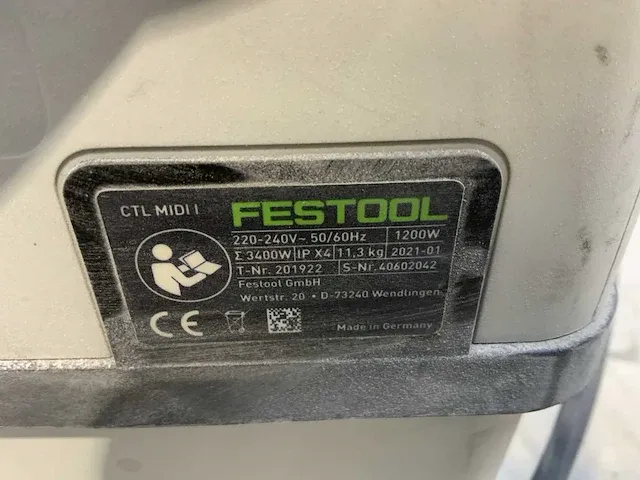 CTL MIDI I
FESTOOL
220-240V~ 50/60Hz 1200W
Σ 3400W IP X4 11,3 kg 2021-01
T-Nr. 201922 S-Nr. 40602042
Festool GmbH
Wertstr. 20 • D-73240 Wendlingen
CE
Made in Germany